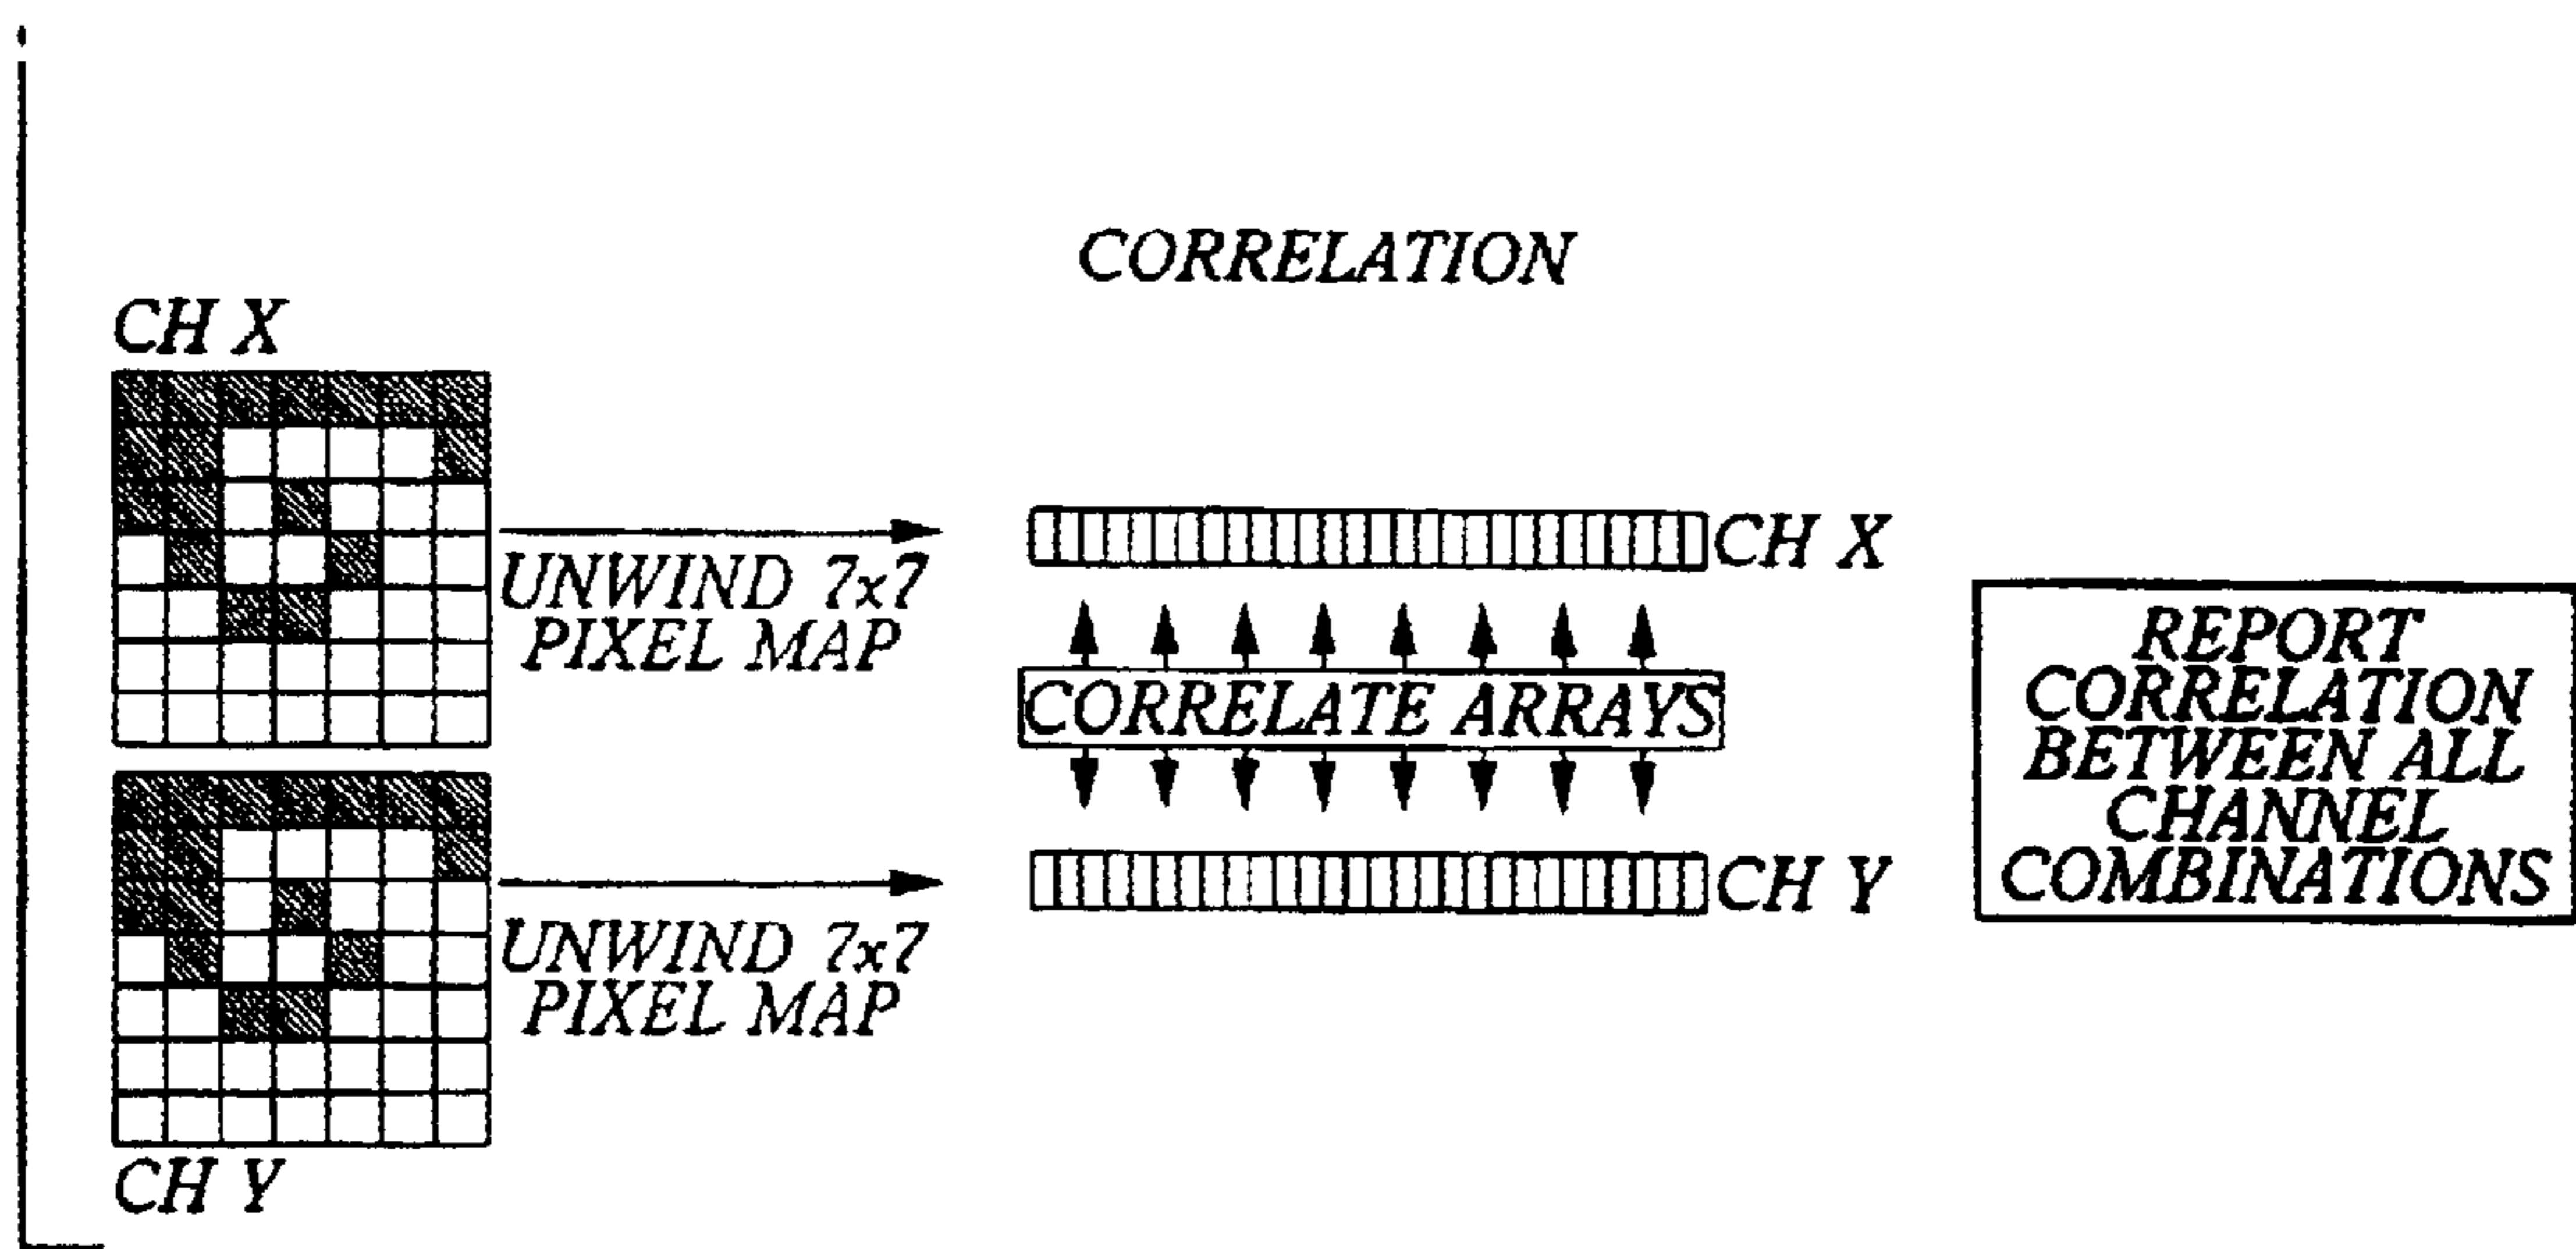 CORRELATION
CH X
UNWIND 7x7
PIXEL MAP
CH X
CORRELATE ARRAYS
CH Y
UNWIND 7x7
PIXEL MAP
CH Y
REPORT
CORRELATION
BETWEEN ALL
CHANNEL
COMBINATIONS